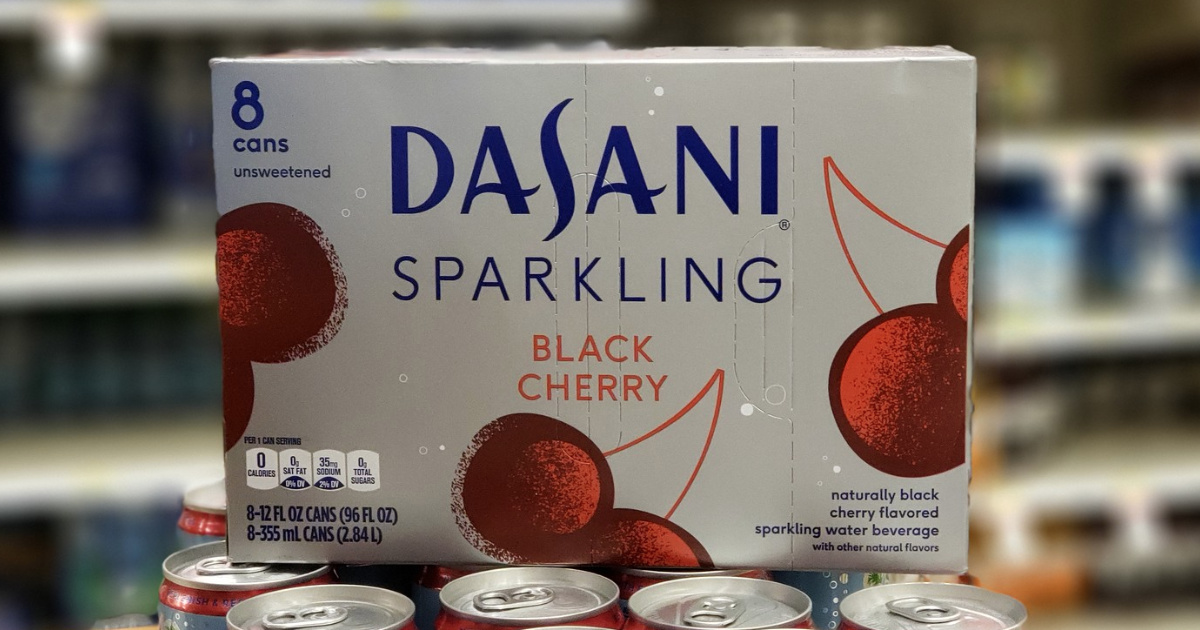 8
cans
unsweetened
DASANI®
SPARKLING
BLACK
CHERRY
PER 1 CAN SERVING
0 CALORIES
0g SAT FAT 0% DV
35mg SODIUM 2% DV
0g TOTAL SUGARS
8-12 FL OZ CANS (96 FL OZ)
8-355 mL CANS (2.84 L)
naturally black
cherry flavored
sparkling water beverage
with other natural flavors